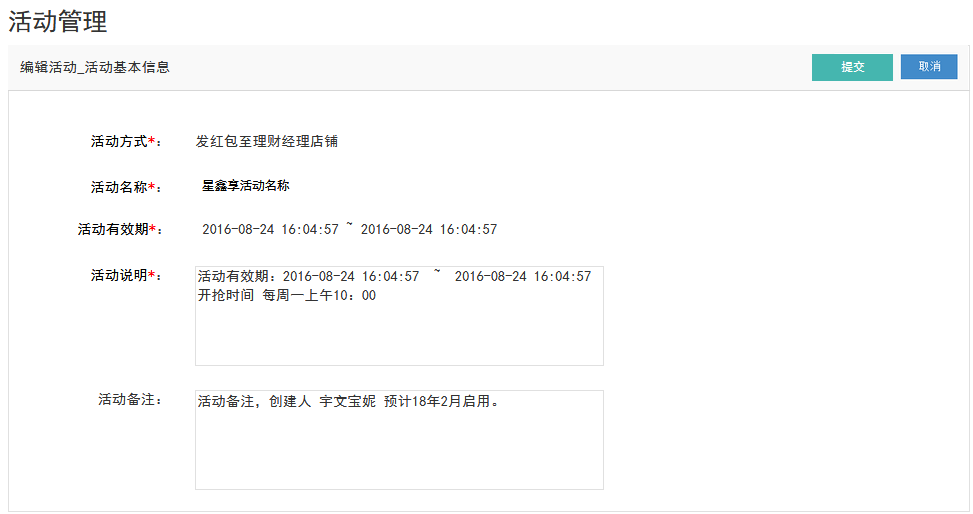 活动管理
编辑活动_活动基本信息 提交 取消
活动方式*： 发红包至理财经理店铺
活动名称*： 星鑫享活动名称
活动有效期*： 2016-08-24 16:04:57 ~ 2016-08-24 16:04:57
活动说明*： 活动有效期：2016-08-24 16:04:57 ~ 2016-08-24 16:04:57
开抢时间 每周一上午10：00
活动备注： 活动备注，创建人 宇文宝妮 预计18年2月启用。